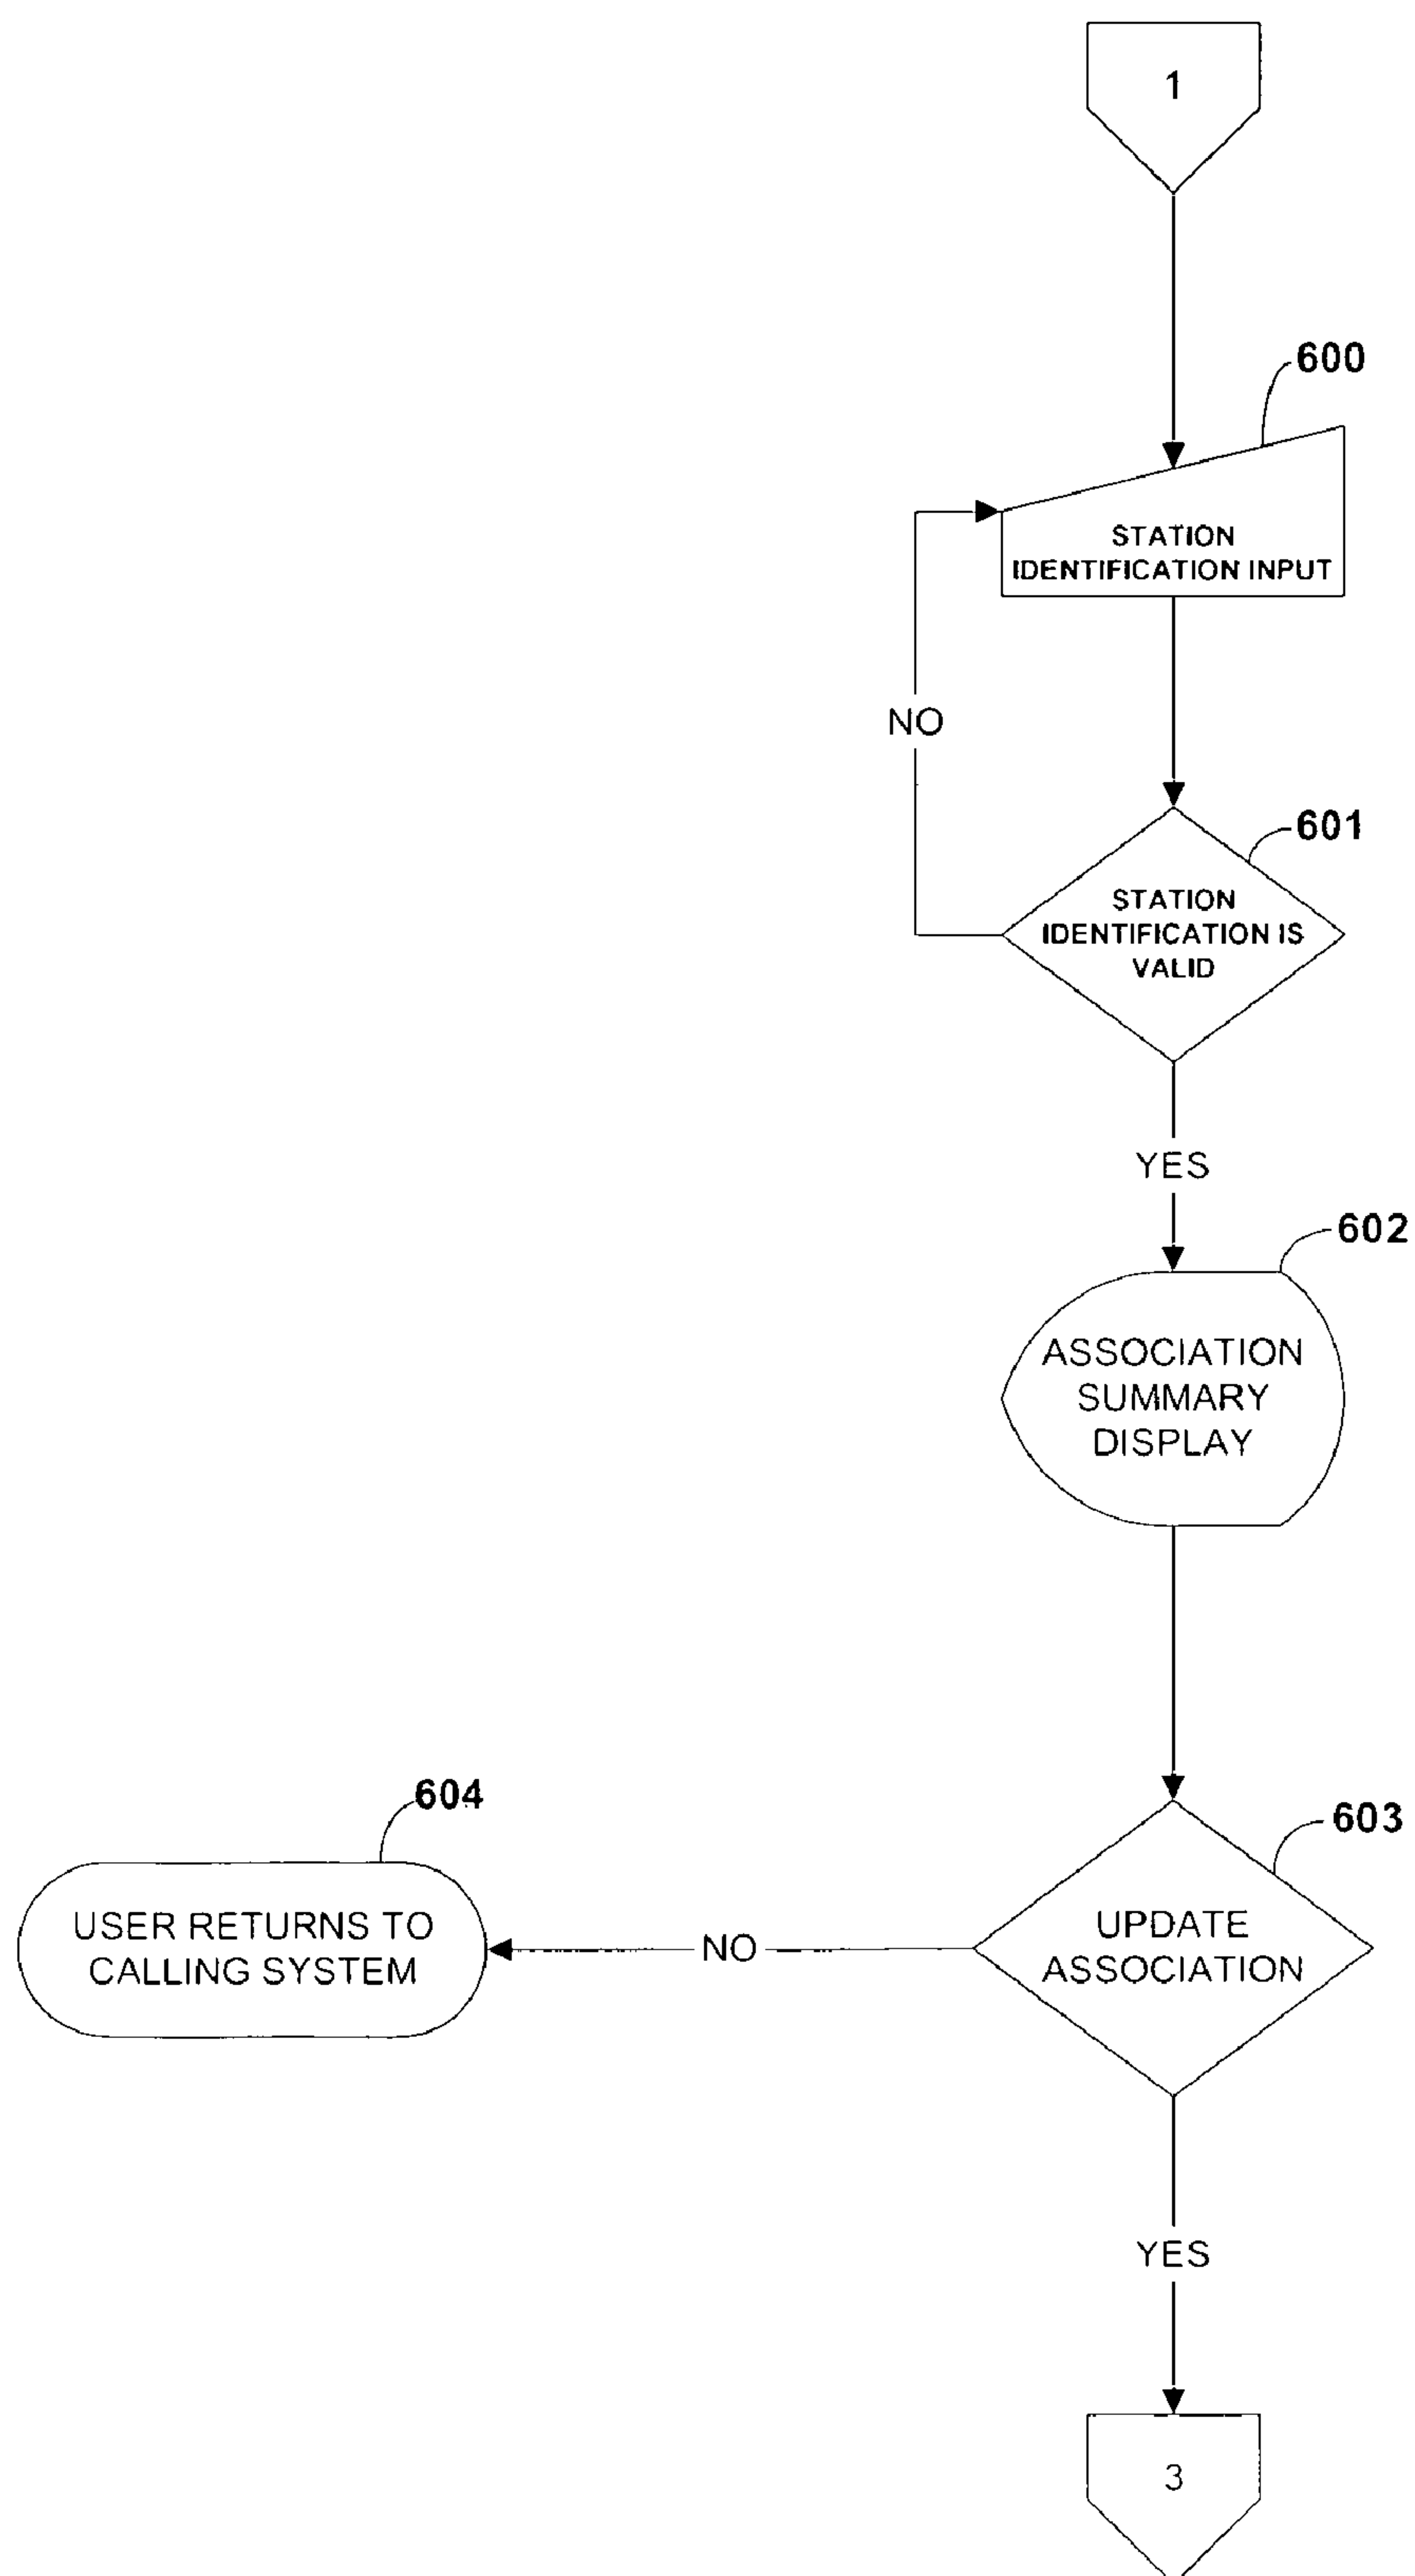 1
600
STATION
IDENTIFICATION INPUT
NO
601
STATION
IDENTIFICATION IS
VALID
YES
602
ASSOCIATION
SUMMARY
DISPLAY
604
603
USER RETURNS TO
CALLING SYSTEM
NO
UPDATE
ASSOCIATION
YES
3